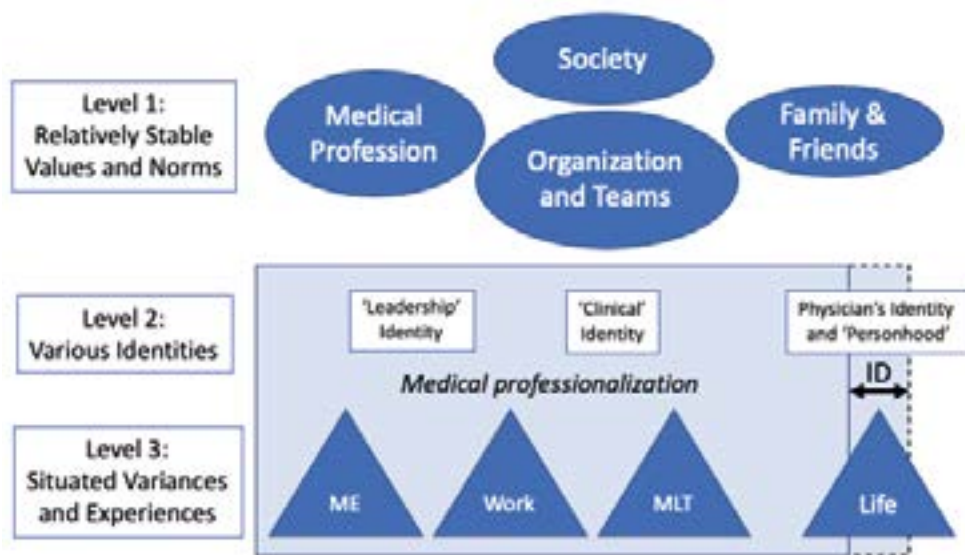 Society
Medical
Profession
Family &
Friends
Organization
and Teams
Level 1:
Relatively Stable
Values and Norms
Level 2:
Various Identities
'Leadership'
Identity
'Clinical'
Identity
Physician's Identity
and 'Personhood'
ID
Medical professionalization
Level 3:
Situated Variances
and Experiences
ME
Work
MLT
Life